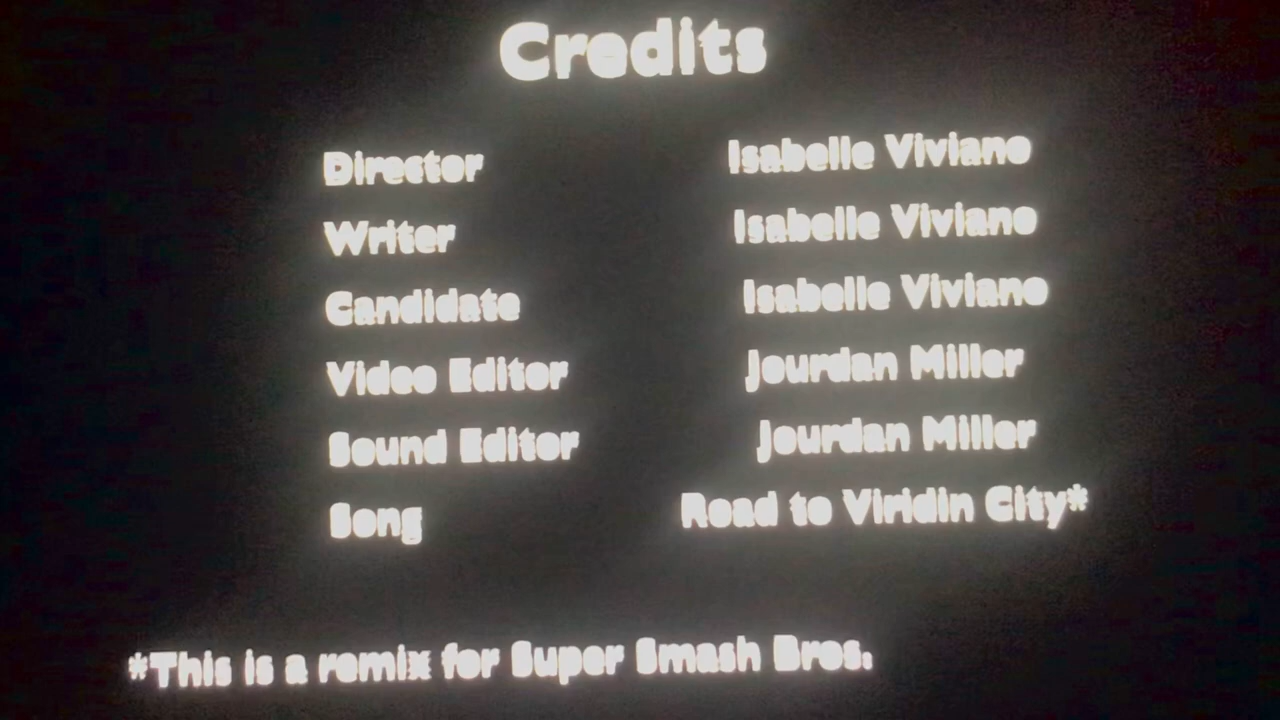 Credits
Director Isabelle Viviano
Writer Isabelle Viviano
Candidate Isabelle Viviano
Video Editor Jourdan Miller
Sound Editor Jourdan Miller
Song Road to Viridin City*
*This is a remix for Super Smash Bros.